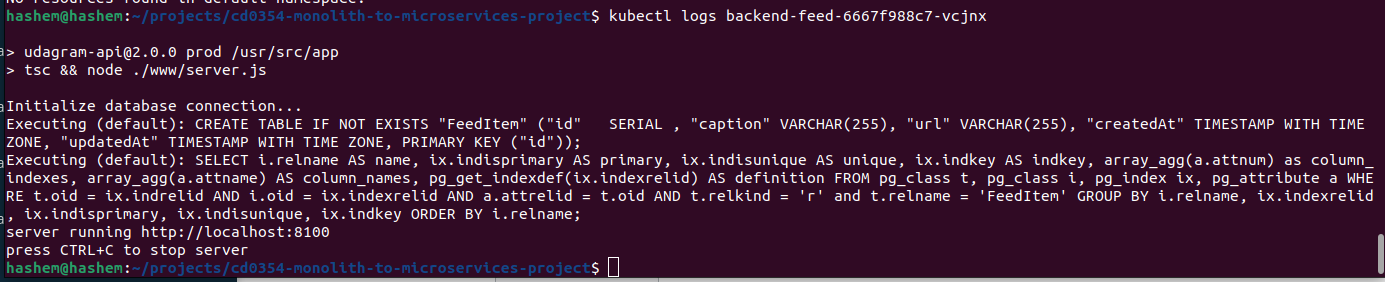 No resources found in default namespace.
hashem@hashem:~/projects/cd0354-monolith-to-microservices-project$ kubectl logs backend-feed-6667f988c7-vcjnx
> udagram-api@2.0.0 prod /usr/src/app
> tsc && node ./www/server.js
Initialize database connection...
Executing (default): CREATE TABLE IF NOT EXISTS "FeedItem" ("id"   SERIAL , "caption" VARCHAR(255), "url" VARCHAR(255), "createdAt" TIMESTAMP WITH TIME
ZONE, "updatedAt" TIMESTAMP WITH TIME ZONE, PRIMARY KEY ("id"));
Executing (default): SELECT i.relname AS name, ix.indisprimary AS primary, ix.indisunique AS unique, ix.indkey AS indkey, array_agg(a.attnum) as column_
indexes, array_agg(a.attname) AS column_names, pg_get_indexdef(ix.indexrelid) AS definition FROM pg_class t, pg_class i, pg_index ix, pg_attribute a WHE
RE t.oid = ix.indrelid AND i.oid = ix.indexrelid AND a.attrelid = t.oid AND t.relkind = 'r' and t.relname = 'FeedItem' GROUP BY i.relname, ix.indexrelid
, ix.indisprimary, ix.indisunique, ix.indkey ORDER BY i.relname;
server running http://localhost:8100
press CTRL+C to stop server
hashem@hashem:~/projects/cd0354-monolith-to-microservices-project$